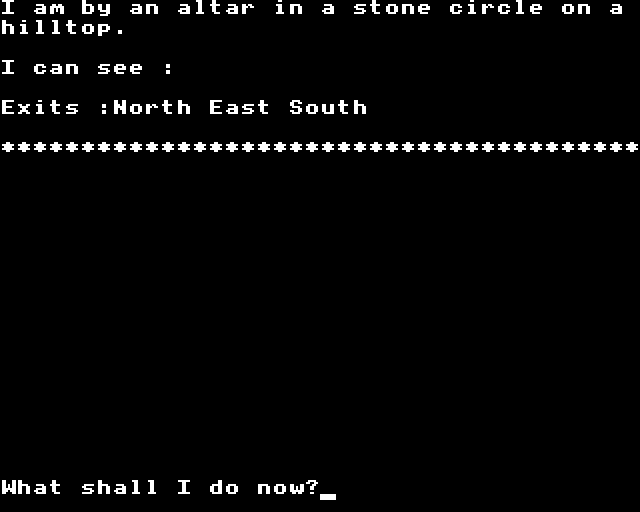 I am by an altar in a stone circle on a
hilltop.
I can see :
Exits :North East South
****************************************
What shall I do now?_